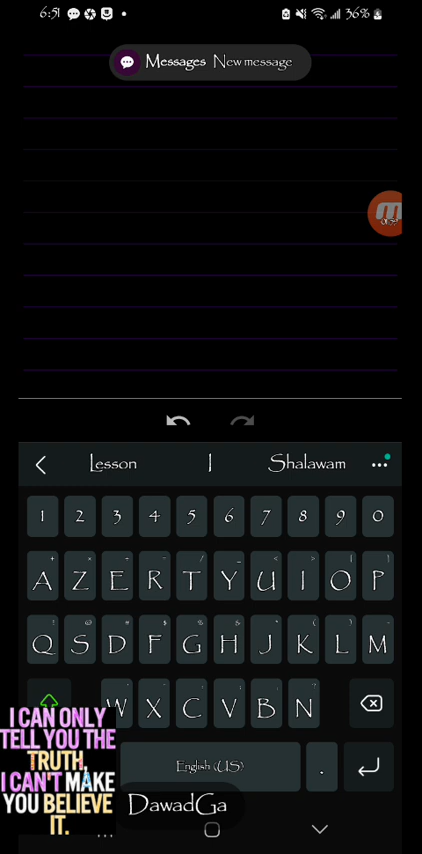 6:51
36%
Messages New message
Lesson I Shalawam
1 2 3 4 5 6 7 8 9 0
A Z E R T Y U I O P
Q S D F G H J K L M
W X C V B N
English (US) .
I CAN ONLY
TELL YOU THE
TRUTH,
I CAN'T MAKE
YOU BELIEVE
IT.
DawadGa